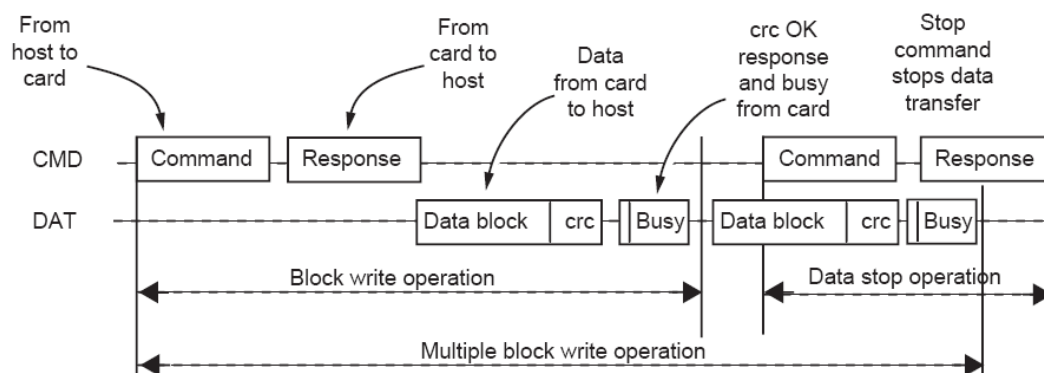 From
host to
card
From
card to
host
Data
from card
to host
crc OK
response
and busy
from card
Stop
command
stops data
transfer
CMD
Command
Response
Command
Response
DAT
Data block
crc
Busy
Data block
crc
Busy
Block write operation
Data stop operation
Multiple block write operation